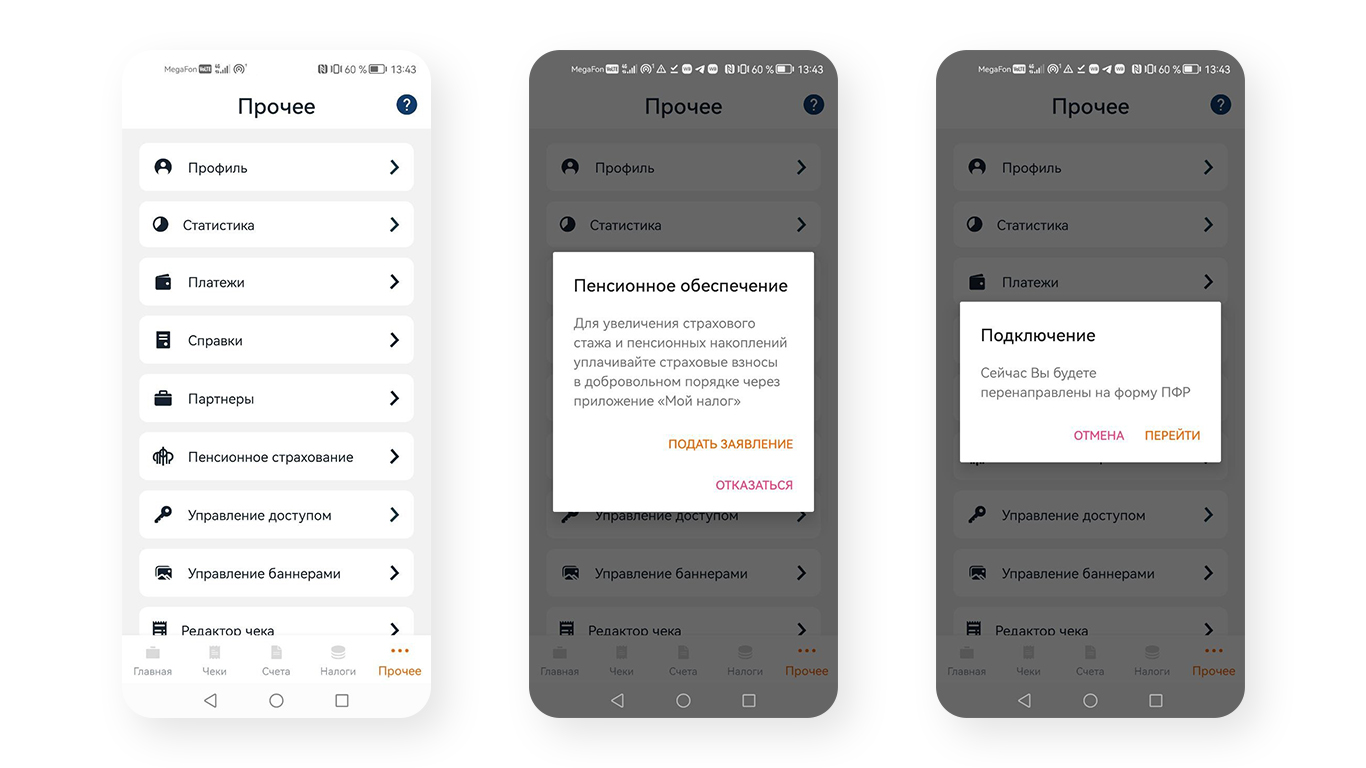 MegaFon 60 % 13:43
Прочее
?
Профиль
Статистика
Платежи
Справки
Партнеры
Пенсионное страхование
Управление доступом
Управление баннерами
Редактор чека
Главная
Чеки
Счета
Налоги
Прочее
MegaFon 60 % 13:43
Прочее
?
Профиль
Статистика
Пенсионное обеспечение
Для увеличения страхового
стажа и пенсионных накоплений
уплачивайте страховые взносы
в добровольном порядке через
приложение «Мой налог»
ПОДАТЬ ЗАЯВЛЕНИЕ
ОТКАЗАТЬСЯ
Управление доступом
Управление баннерами
Редактор чека
Главная
Чеки
Счета
Налоги
Прочее
MegaFon 60 % 13:43
Прочее
?
Профиль
Статистика
Платежи
Подключение
Сейчас Вы будете
перенаправлены на форму ПФР
ОТМЕНА ПЕРЕЙТИ
Управление доступом
Управление баннерами
Редактор чека
Главная
Чеки
Счета
Налоги
Прочее